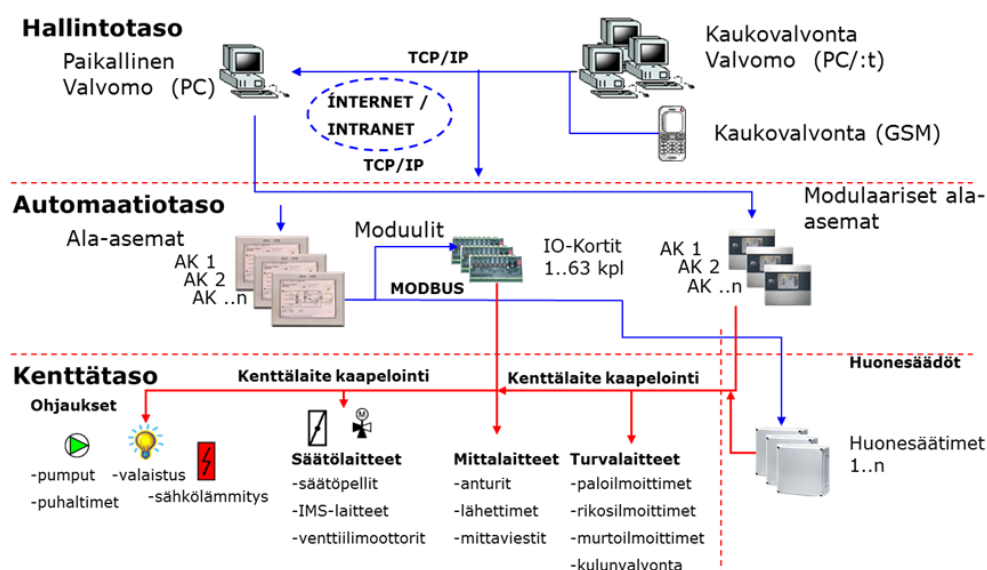 Hallintotaso
Paikallinen
Valvomo (PC)
TCP/IP
ÍNTERNET /
INTRANET
TCP/IP
Kaukovalvonta
Valvomo (PC/:t)
Kaukovalvonta (GSM)
Automaatiotaso
Ala-asemat
AK 1
AK 2
AK ..n
Moduulit
MODBUS
IO-Kortit
1..63 kpl
Modulaariset ala-
asemat
AK 1
AK 2
AK ..n
Kenttätaso
Kenttälaite kaapelointi
Kenttälaite kaapelointi
Huonesäädöt
Ohjaukset
-pumput
-puhaltimet
-valaistus
-sähkölämmitys
M
Säätölaitteet
-säätöpellit
-IMS-laitteet
-venttiilimoottorit
Mittalaitteet
-anturit
-lähettimet
-mittaviestit
Turvalaitteet
-paloilmoittimet
-rikosilmoittimet
-murtoilmoittimet
-kulunvalvonta
Huonesäätimet
1..n